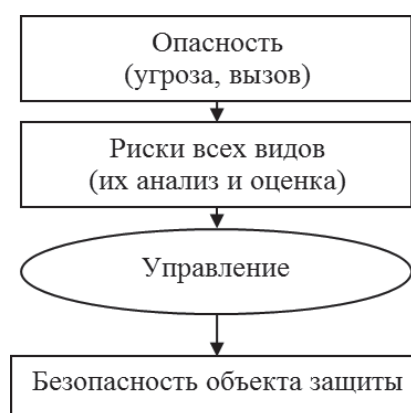 Опасность
(угроза, вызов)
Риски всех видов
(их анализ и оценка)
Управление
Безопасность объекта защиты